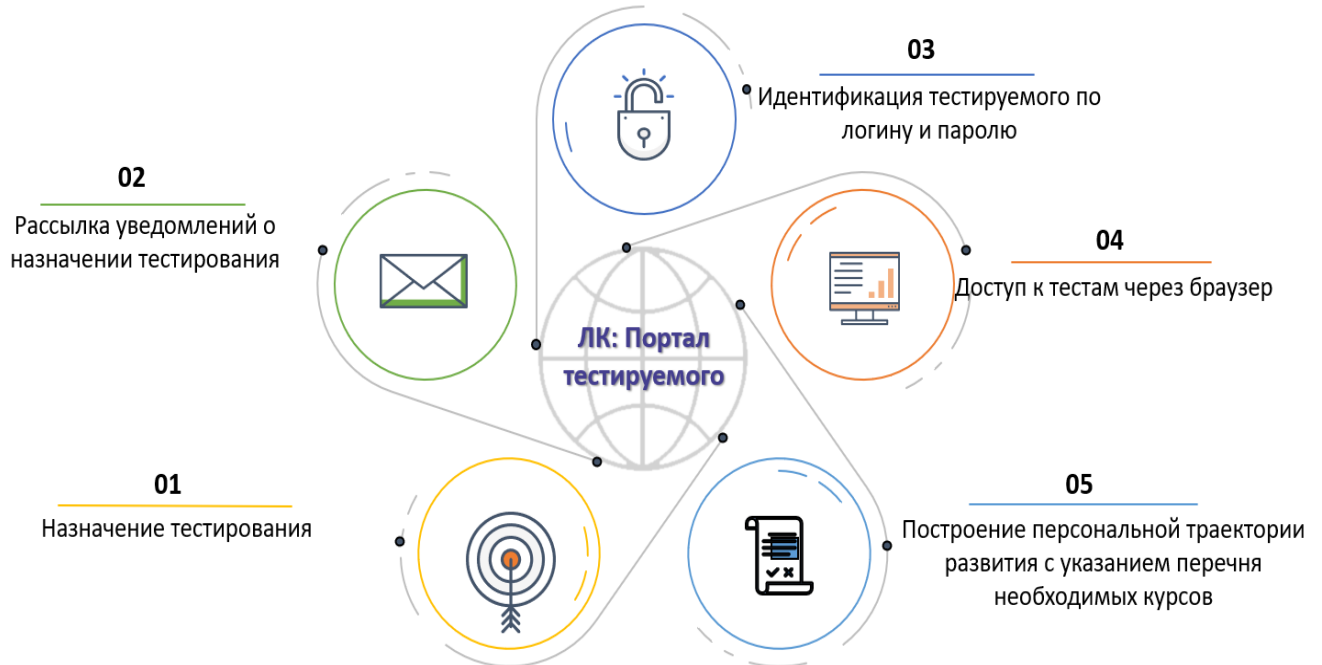 03
Идентификация тестируемого по
логину и паролю
02
Рассылка уведомлений о
назначении тестирования
04
Доступ к тестам через браузер
ЛК: Портал
тестируемого
01
Назначение тестирования
05
Построение персональной траектории
развития с указанием перечня
необходимых курсов